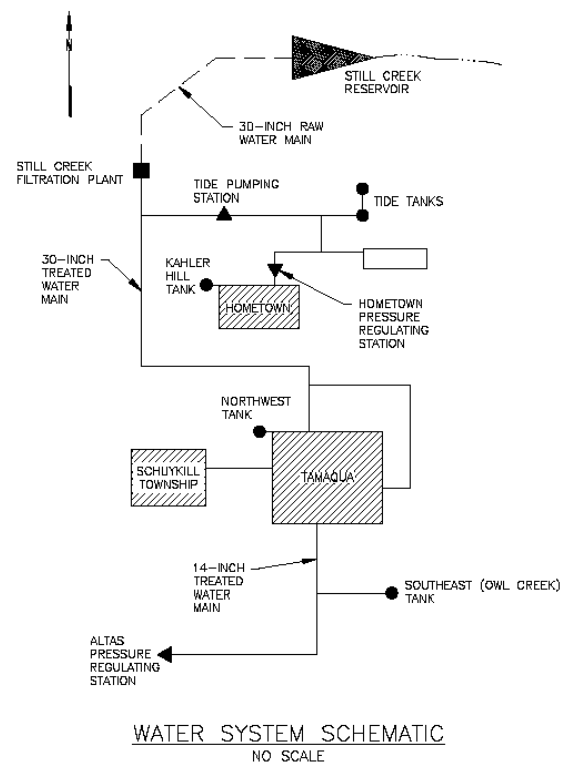 N
STILL CREEK
RESERVOIR
30-INCH RAW
WATER MAIN
STILL CREEK
FILTRATION PLANT
TIDE PUMPING
STATION
TIDE TANKS
30-INCH
TREATED
WATER
MAIN
KAHLER
HILL
TANK
HOMETOWN
HOMETOWN
PRESSURE
REGULATING
STATION
NORTHWEST
TANK
SCHUYKILL
TOWNSHIP
TAMAQUA
14-INCH
TREATED
WATER
MAIN
SOUTHEAST (OWL CREEK)
TANK
ALTAS
PRESSURE
REGULATING
STATION
WATER SYSTEM SCHEMATIC
NO SCALE